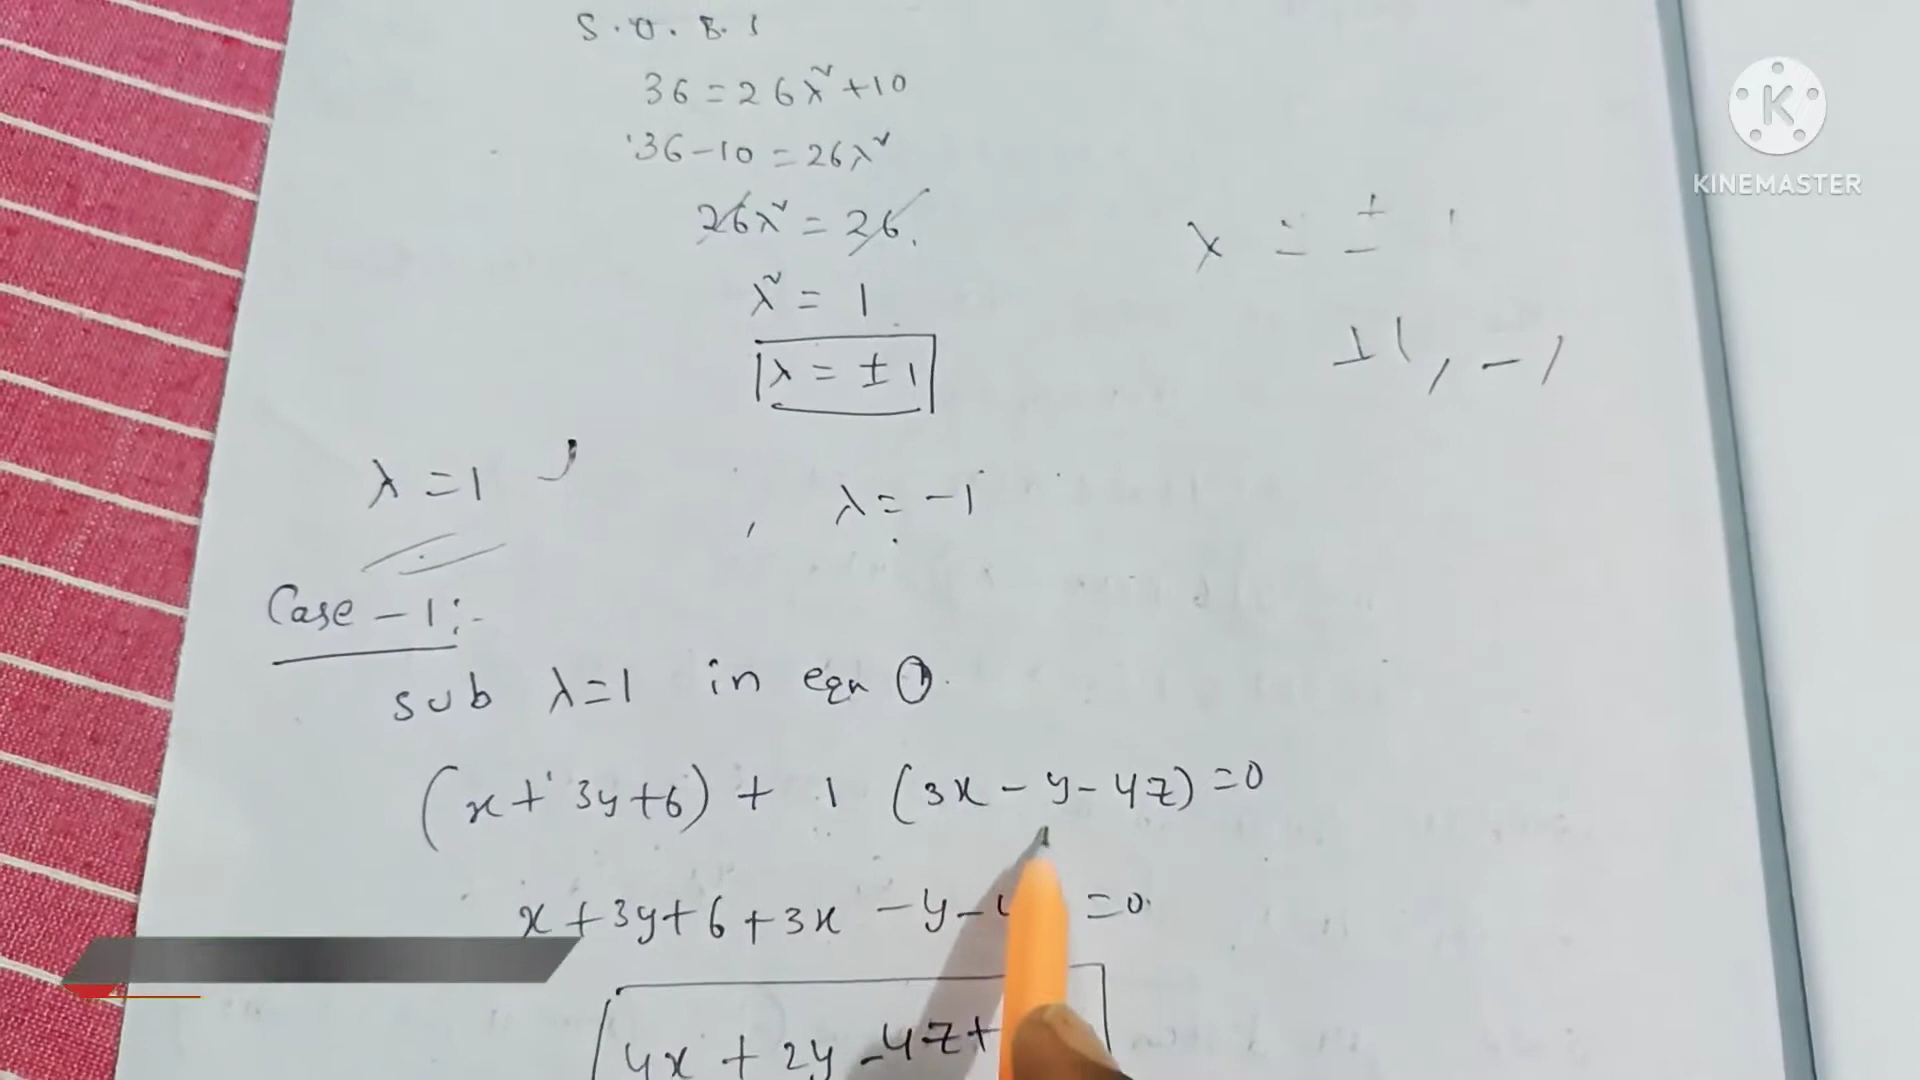 S.O.B.S
36 = 26λ² + 10
36 - 10 = 26λ²
26λ² = 26.
λ² = 1
λ = ± 1
λ = ± 1
+1, -1
λ = 1 , λ = -1
Case - 1 :-
sub λ = 1 in eqn ①.
(x + 3y + 6) + 1 (3x - y - 4z) = 0
x + 3y + 6 + 3x - y - = 0.
4x + 2y - 4z +
K
KINEMASTER